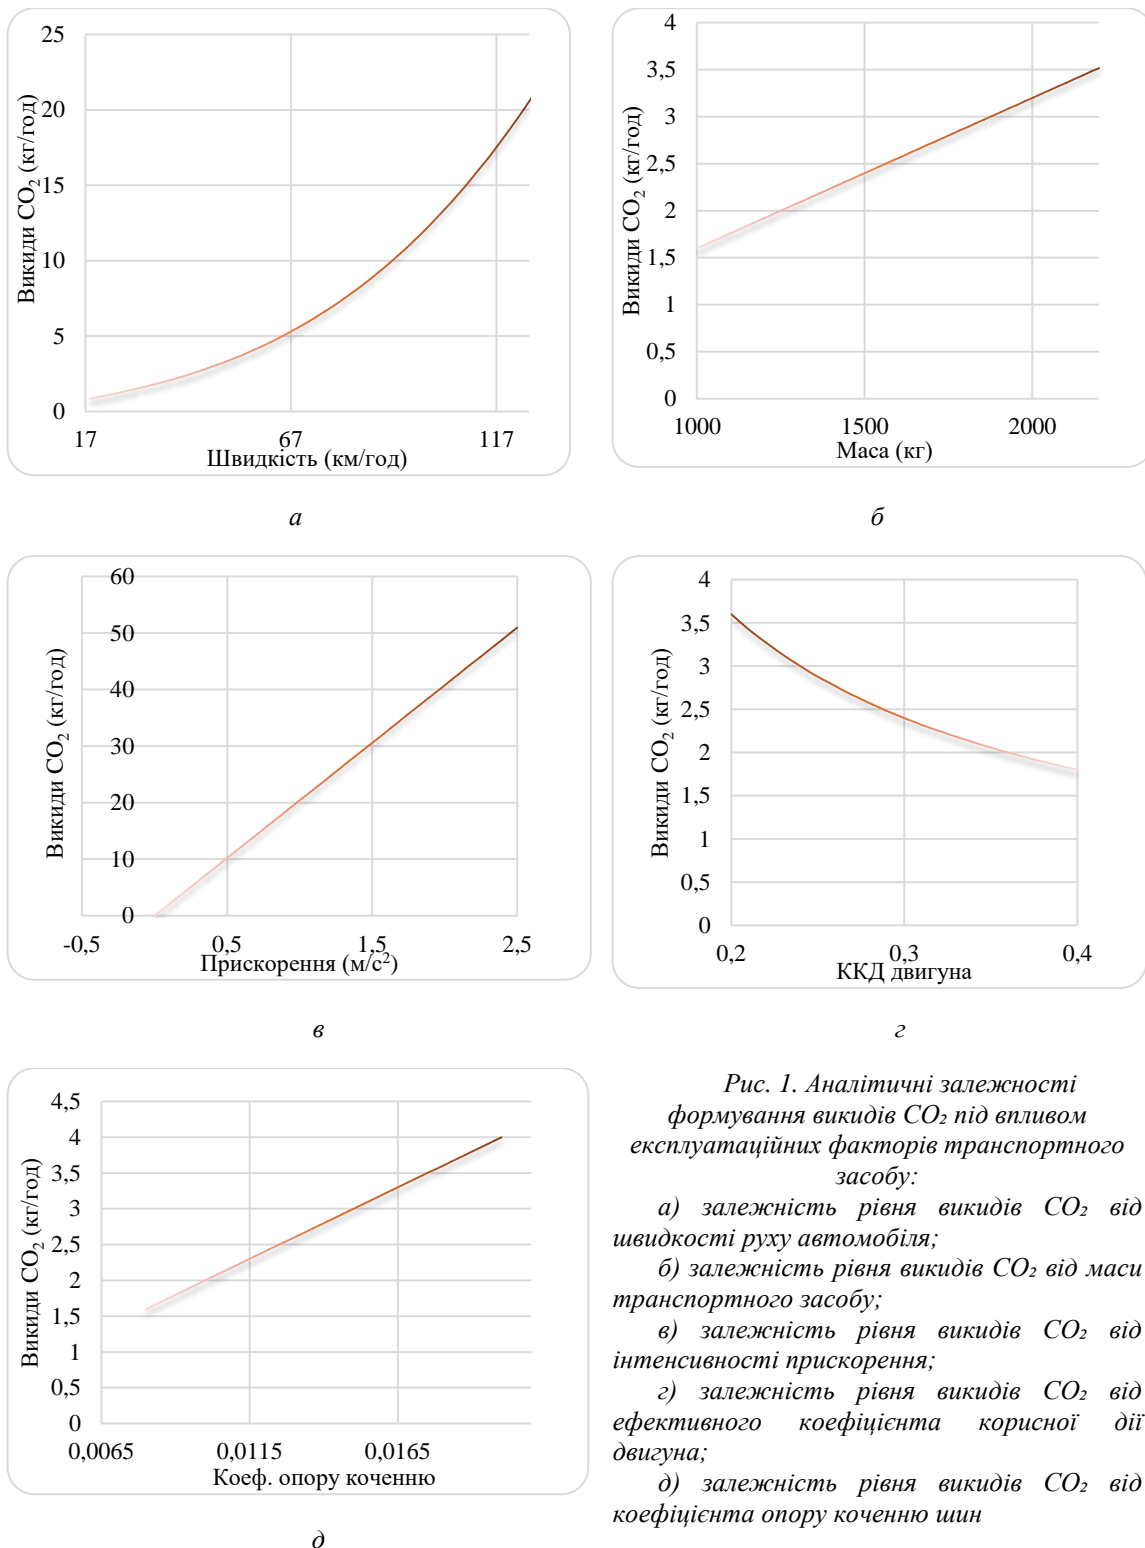 25
20
15
10
5
0
17
67
117
Викиди CO₂ (кг/год)
Швидкість (км/год)
а
4
3,5
3
2,5
2
1,5
1
0,5
0
1000
1500
2000
Викиди CO₂ (кг/год)
Маса (кг)
б
60
50
40
30
20
10
0
-0,5
0,5
1,5
2,5
Викиди CO₂ (кг/год)
Прискорення (м/с²)
в
4
3,5
3
2,5
2
1,5
1
0,5
0
0,2
0,3
0,4
Викиди CO₂ (кг/год)
ККД двигуна
г
4,5
4
3,5
3
2,5
2
1,5
1
0,5
0
0,0065
0,0115
0,0165
Викиди CO₂ (кг/год)
Коеф. опору коченню
д
Рис. 1. Аналітичні залежності
формування викидів CO₂ під впливом
експлуатаційних факторів транспортного
засобу:
а) залежність рівня викидів CO₂ від
швидкості руху автомобіля;
б) залежність рівня викидів CO₂ від маси
транспортного засобу;
в) залежність рівня викидів CO₂ від
інтенсивності прискорення;
г) залежність рівня викидів CO₂ від
ефективного коефіцієнта корисної дії
двигуна;
д) залежність рівня викидів CO₂ від
коефіцієнта опору коченню шин